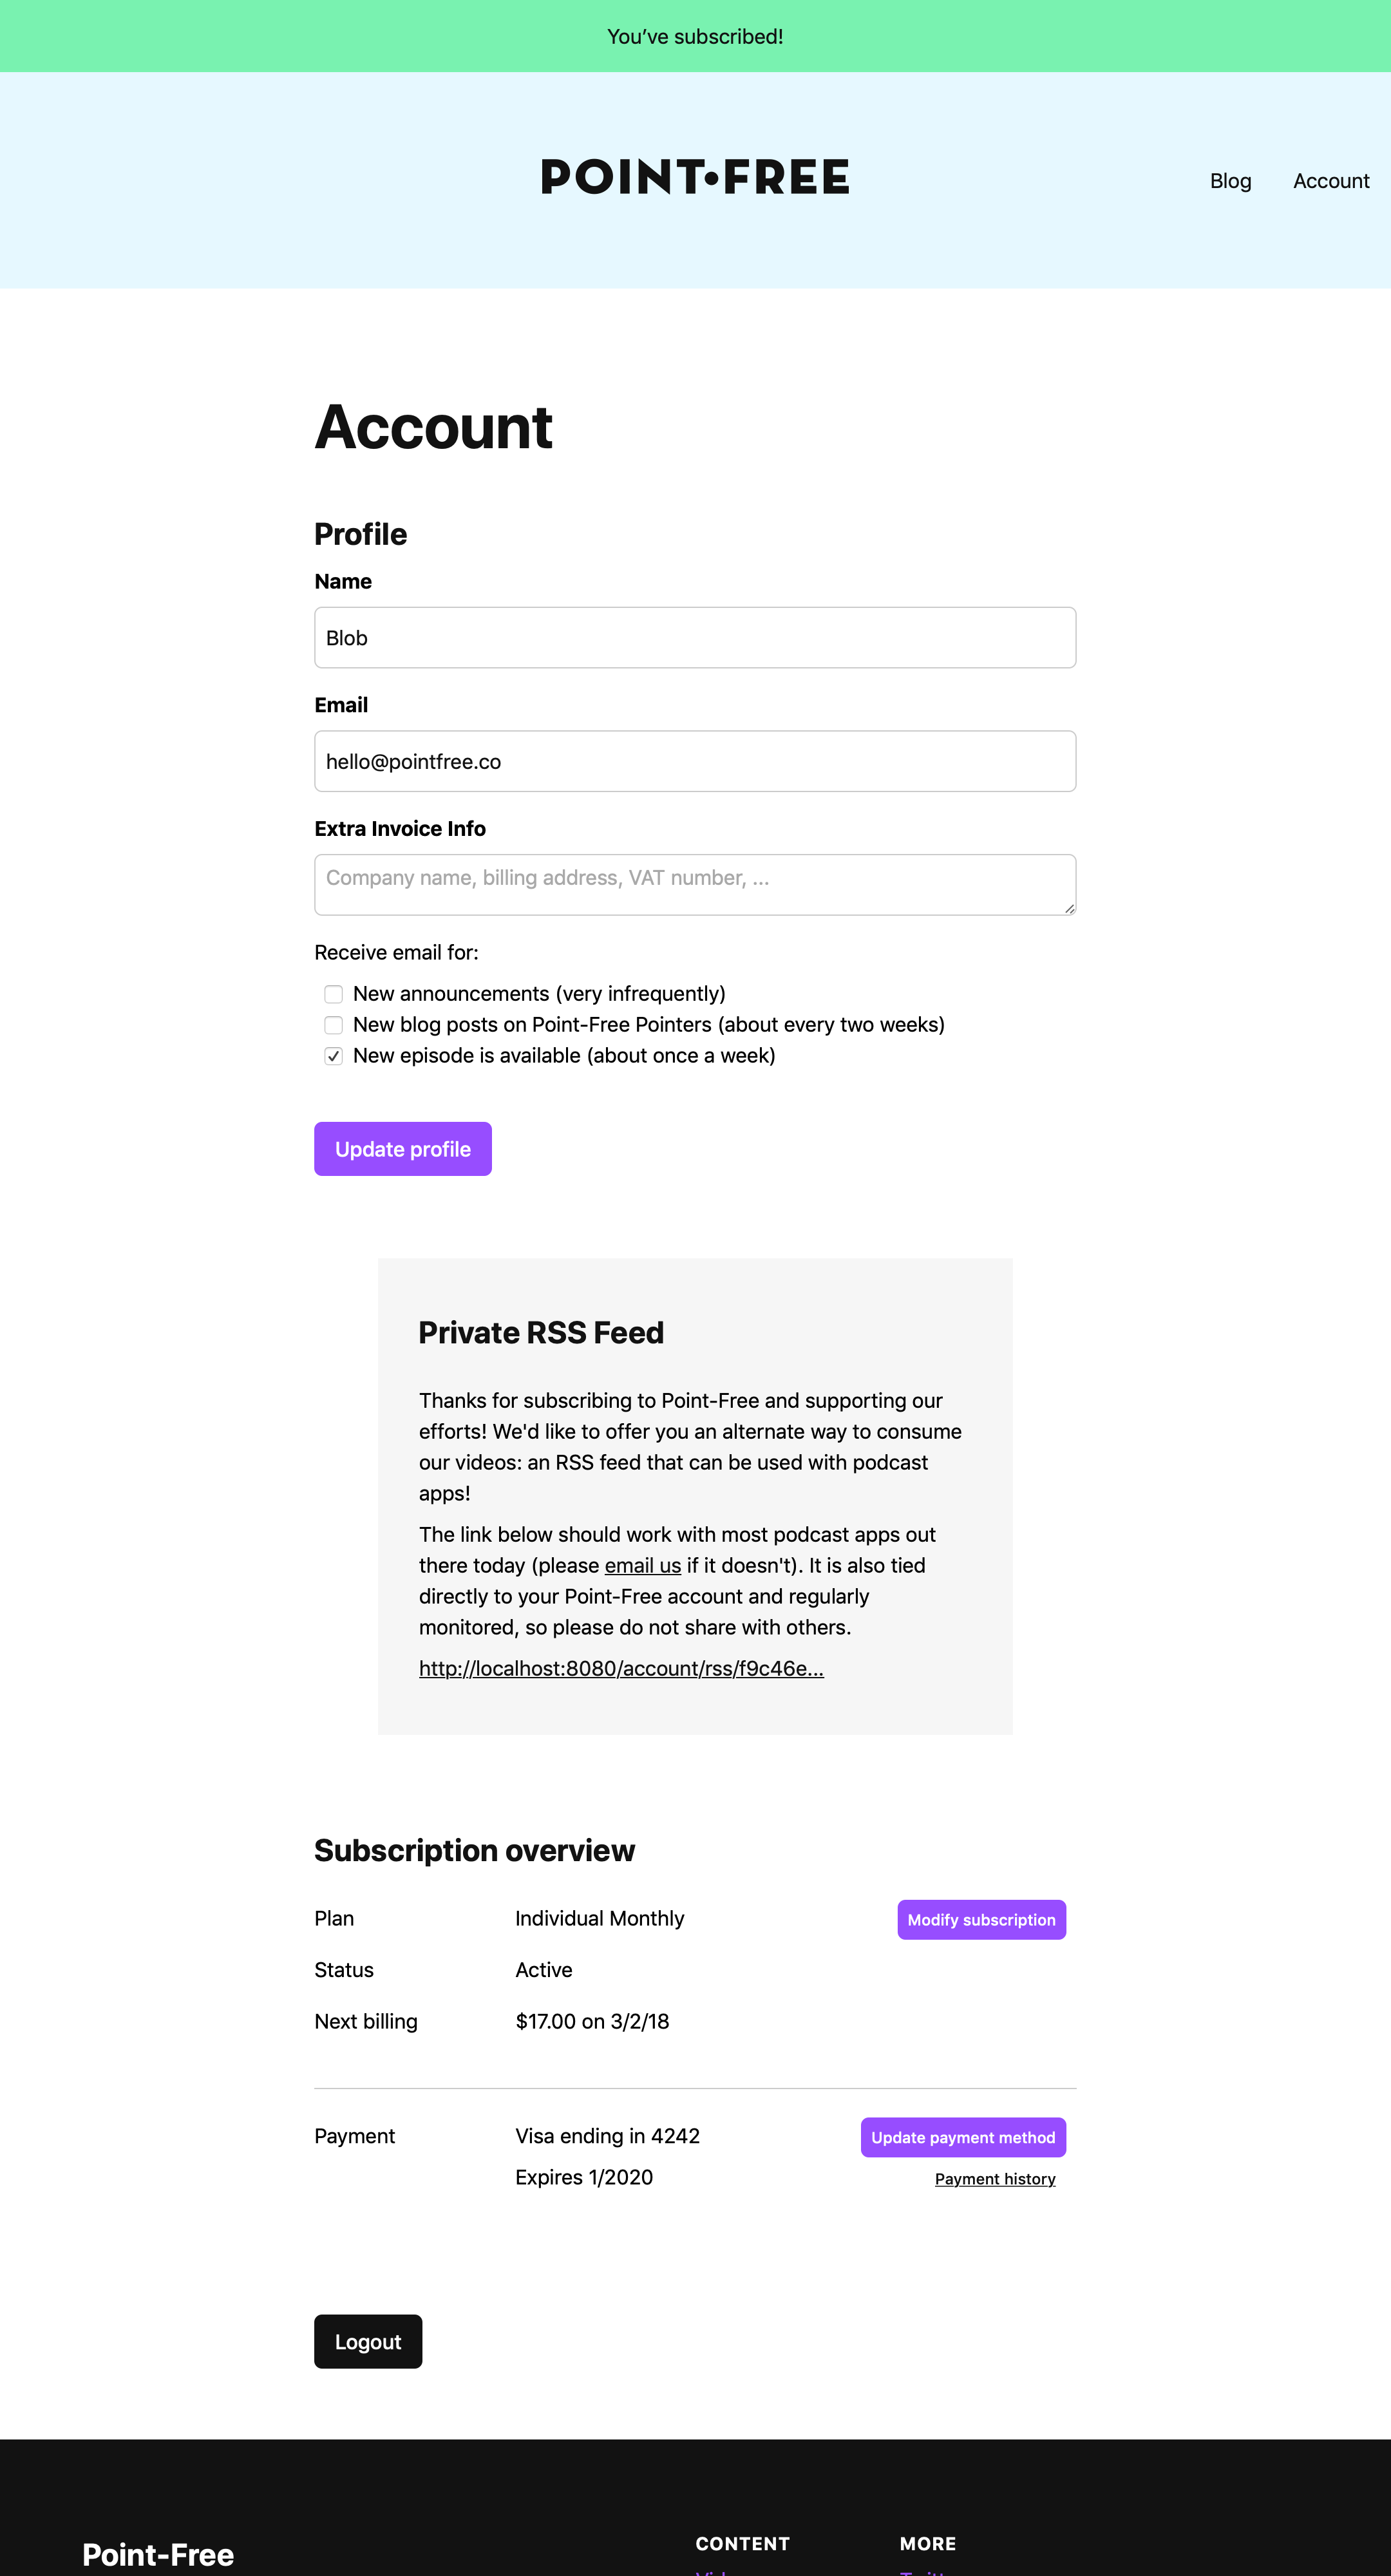 You’ve subscribed!
POINT•FREE
Blog
Account
Account
Profile
Name
Blob
Email
hello@pointfree.co
Extra Invoice Info
Company name, billing address, VAT number, ...
Receive email for:
New announcements (very infrequently)
New blog posts on Point-Free Pointers (about every two weeks)
New episode is available (about once a week)
Update profile
Private RSS Feed
Thanks for subscribing to Point-Free and supporting our
efforts! We'd like to offer you an alternate way to consume
our videos: an RSS feed that can be used with podcast
apps!
The link below should work with most podcast apps out
there today (please email us if it doesn't). It is also tied
directly to your Point-Free account and regularly
monitored, so please do not share with others.
http://localhost:8080/account/rss/f9c46e...
Subscription overview
Plan
Individual Monthly
Modify subscription
Status
Active
Next billing
$17.00 on 3/2/18
Payment
Visa ending in 4242
Update payment method
Expires 1/2020
Payment history
Logout
Point-Free
CONTENT
MORE